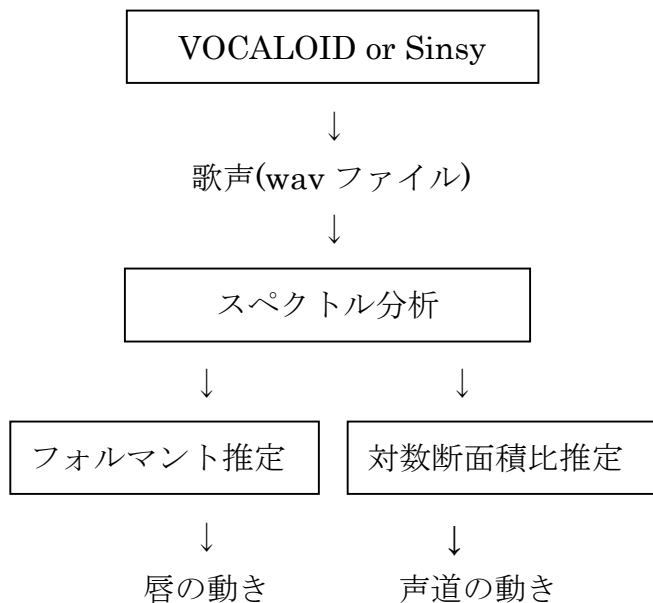 VOCALOID or Sinsy
↓
歌声(wav ファイル)
↓
スペクトル分析
↓ ↓
フォルマント推定 対数断面積比推定
↓ ↓
唇の動き 声道の動き